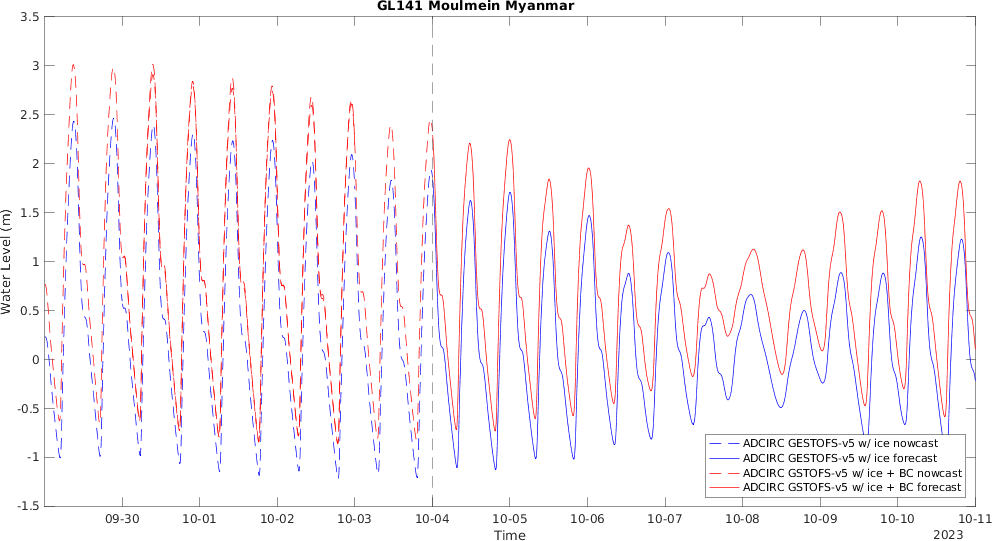 GL141 Moulmein Myanmar
3.5
3
2.5
2
1.5
1
0.5
0
-0.5
-1
-1.5
Water Level (m)
ADCIRC GESTOFS-v5 w/ ice nowcast
ADCIRC GESTOFS-v5 w/ ice forecast
ADCIRC GSTOFS-v5 w/ ice + BC nowcast
ADCIRC GSTOFS-v5 w/ ice + BC forecast
09-30 10-01 10-02 10-03 10-04 10-05 10-06 10-07 10-08 10-09 10-10 10-11
Time
2023